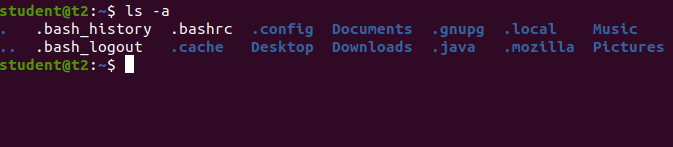 student@t2:~$ ls -a
.   .bash_history  .bashrc  .config  Documents  .gnupg  .local    Music
..  .bash_logout   .cache   Desktop  Downloads  .java   .mozilla  Pictures
student@t2:~$